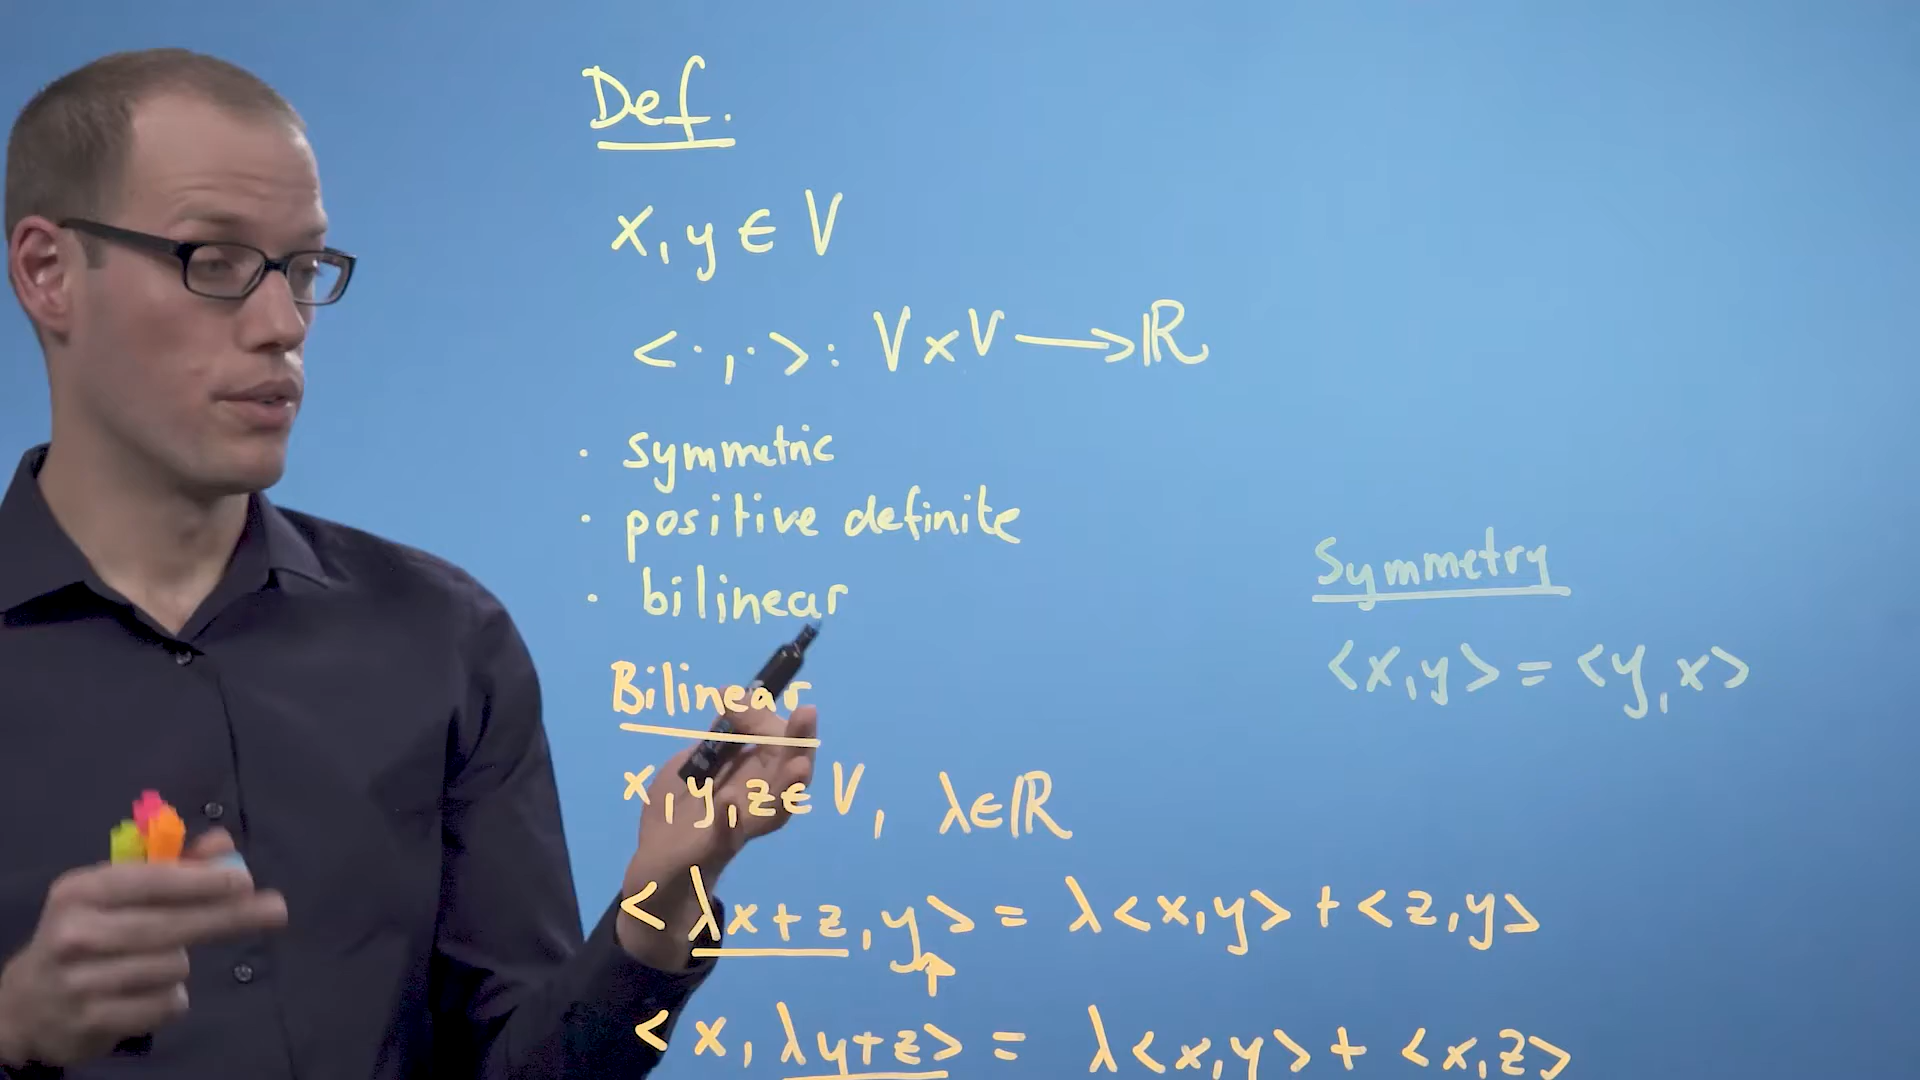 Def.
x, y ∈ V
<·,·>: V × V ⟶ ℝ
· symmetric
· positive definite
· bilinear
Bilinear
x, y, z ∈ V, λ ∈ ℝ
<λx + z, y> = λ<x, y> + <z, y>
<x, λy + z> = λ<x, y> + <x, z>
Symmetry
<x, y> = <y, x>